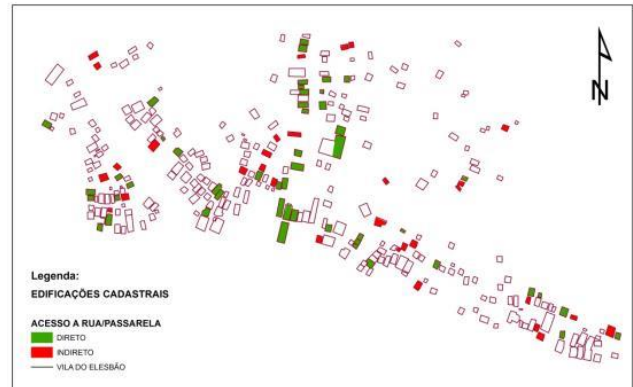 N
Legenda:
EDIFICAÇÕES CADASTRAIS
ACESSO A RUA/PASSARELA
DIRETO
INDIRETO
VILA DO ELESBÃO